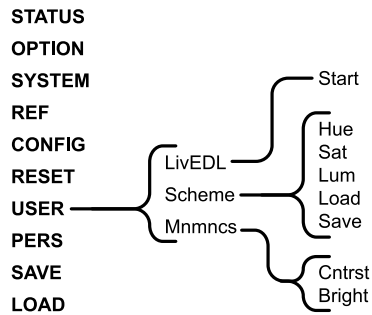 STATUS
OPTION
SYSTEM
REF
CONFIG
RESET
USER
PERS
SAVE
LOAD
LivEDL
Scheme
Mnmncs
Start
Hue
Sat
Lum
Load
Save
Cntrst
Bright